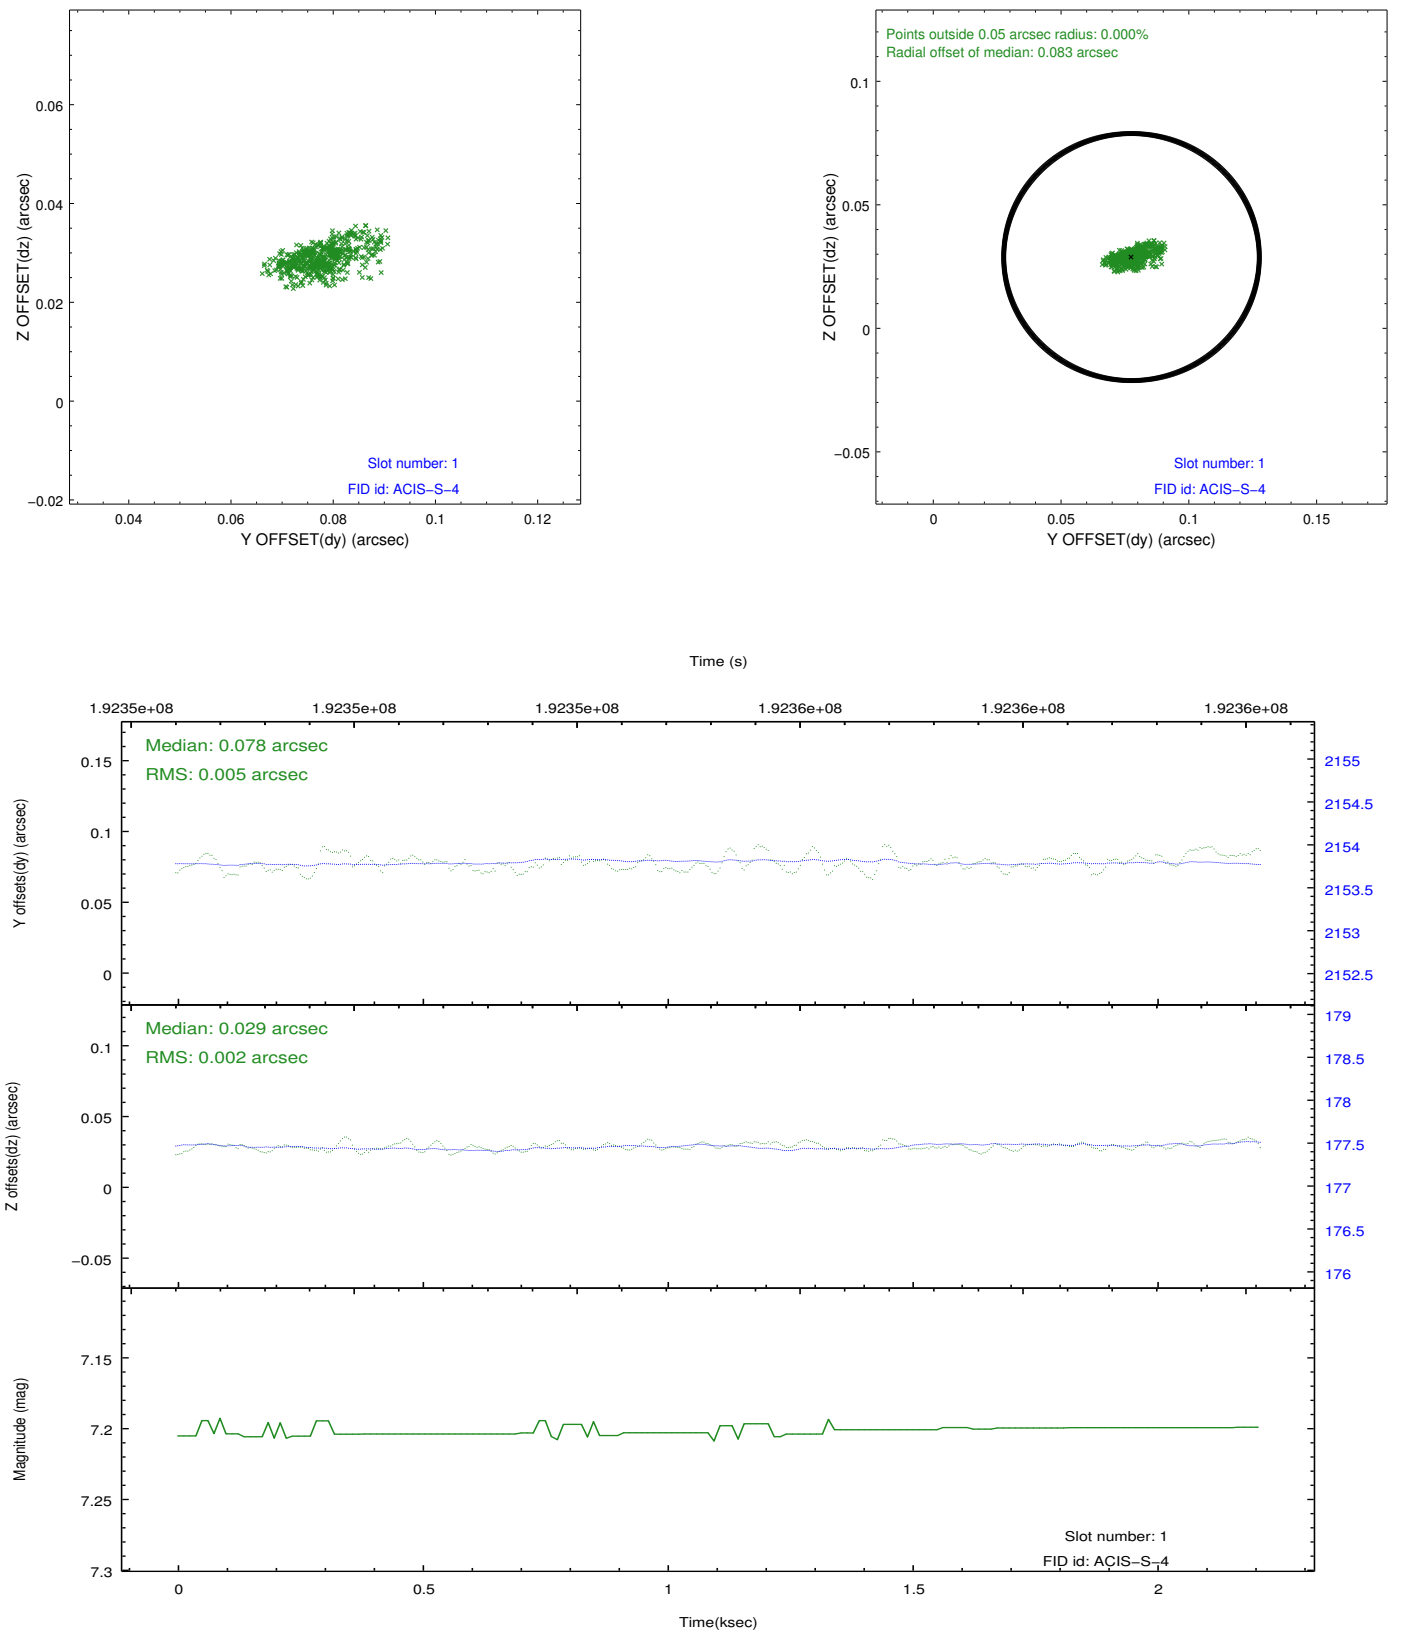 0.06
0.04
0.02
0
−0.02
Z OFFSET(dz) (arcsec)
Slot number: 1
FID id: ACIS−S−4
0.04 0.06 0.08 0.1 0.12
Y OFFSET(dy) (arcsec)
Points outside 0.05 arcsec radius: 0.000%
Radial offset of median: 0.083 arcsec
0.1
0.05
0
−0.05
Z OFFSET(dz) (arcsec)
Slot number: 1
FID id: ACIS−S−4
0 0.05 0.1 0.15
Y OFFSET(dy) (arcsec)
Time (s)
1.9235e+08 1.9235e+08 1.9235e+08 1.9236e+08 1.9236e+08 1.9236e+08
Median: 0.078 arcsec
RMS: 0.005 arcsec
0.15
0.1
0.05
0
Y offsets(dy) (arcsec)
2155
2154.5
2154
2153.5
2153
2152.5
Median: 0.029 arcsec
RMS: 0.002 arcsec
0.1
0.05
0
−0.05
Z offsets(dz) (arcsec)
179
178.5
178
177.5
177
176.5
176
7.15
7.2
7.25
7.3
Magnitude (mag)
Slot number: 1
FID id: ACIS−S−4
0 0.5 1 1.5 2
Time(ksec)